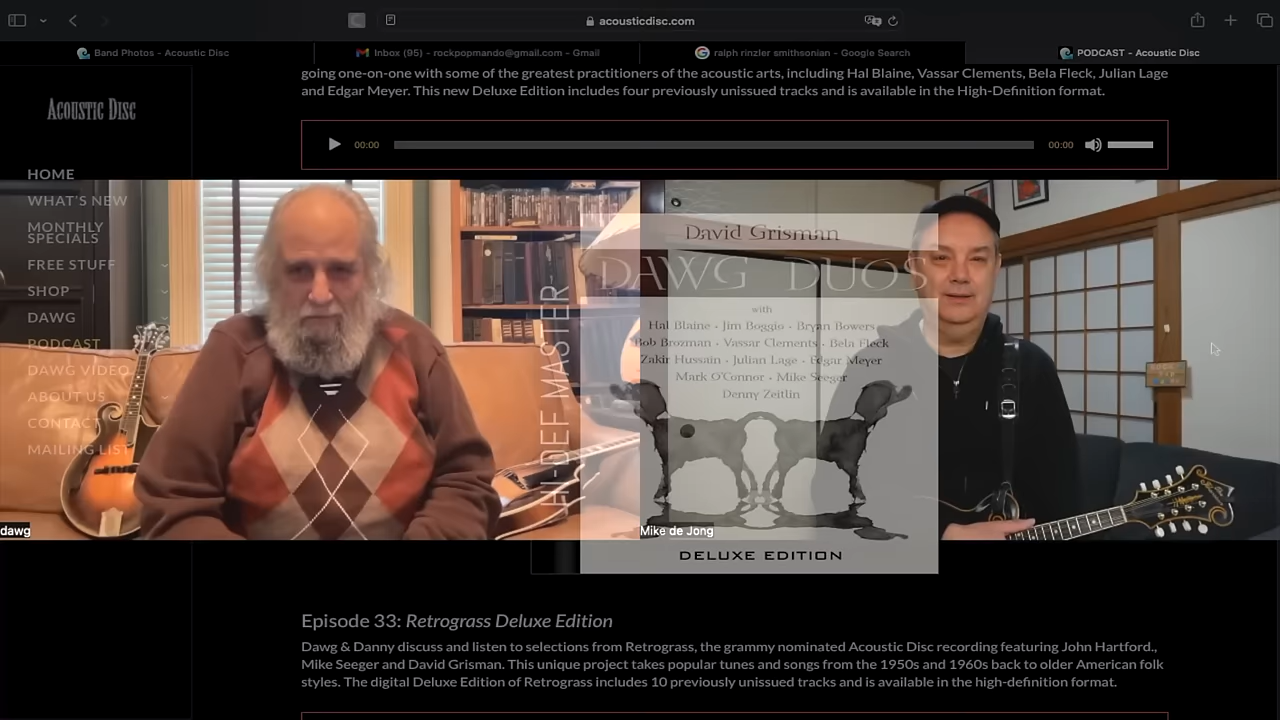 acousticdisc.com
Band Photos - Acoustic Disc
Inbox (95) - rockpopmando@gmail.com - Gmail
ralph rinzler smithsonian - Google Search
PODCAST - Acoustic Disc
going one-on-one with some of the greatest practitioners of the acoustic arts, including Hal Blaine, Vassar Clements, Bela Fleck, Julian Lage
and Edgar Meyer. This new Deluxe Edition includes four previously unissued tracks and is available in the High-Definition format.
ACOUSTIC DISC
00:00
00:00
HOME
WHAT'S NEW
MONTHLY
SPECIALS
FREE STUFF
SHOP
DAWG
PODCAST
DAWG VIDEO
ABOUT US
CONTACT
MAILING LIST
HI-DEF MASTER
David Grisman
DAWG DUOS
with
Hal Blaine · Jim Boggio · Bryan Bowers
Bob Brozman · Vassar Clements · Bela Fleck
Zakir Hussain · Julian Lage · Edgar Meyer
Mark O'Connor · Mike Seeger
Denny Zeitlin
DELUXE EDITION
dawg
Mike de Jong
Episode 33: Retrograss Deluxe Edition
Dawg & Danny discuss and listen to selections from Retrograss, the grammy nominated Acoustic Disc recording featuring John Hartford.,
Mike Seeger and David Grisman. This unique project takes popular tunes and songs from the 1950s and 1960s back to older American folk
styles. The digital Deluxe Edition of Retrograss includes 10 previously unissued tracks and is available in the high-definition format.